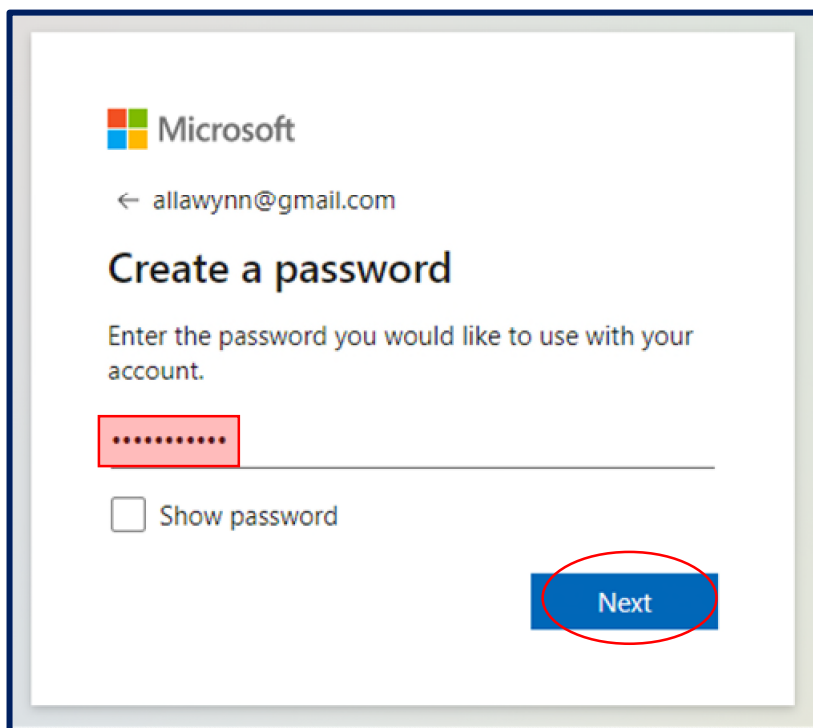 Microsoft
← allawynn@gmail.com
Create a password
Enter the password you would like to use with your
account.
•••••••••••
Show password
Next